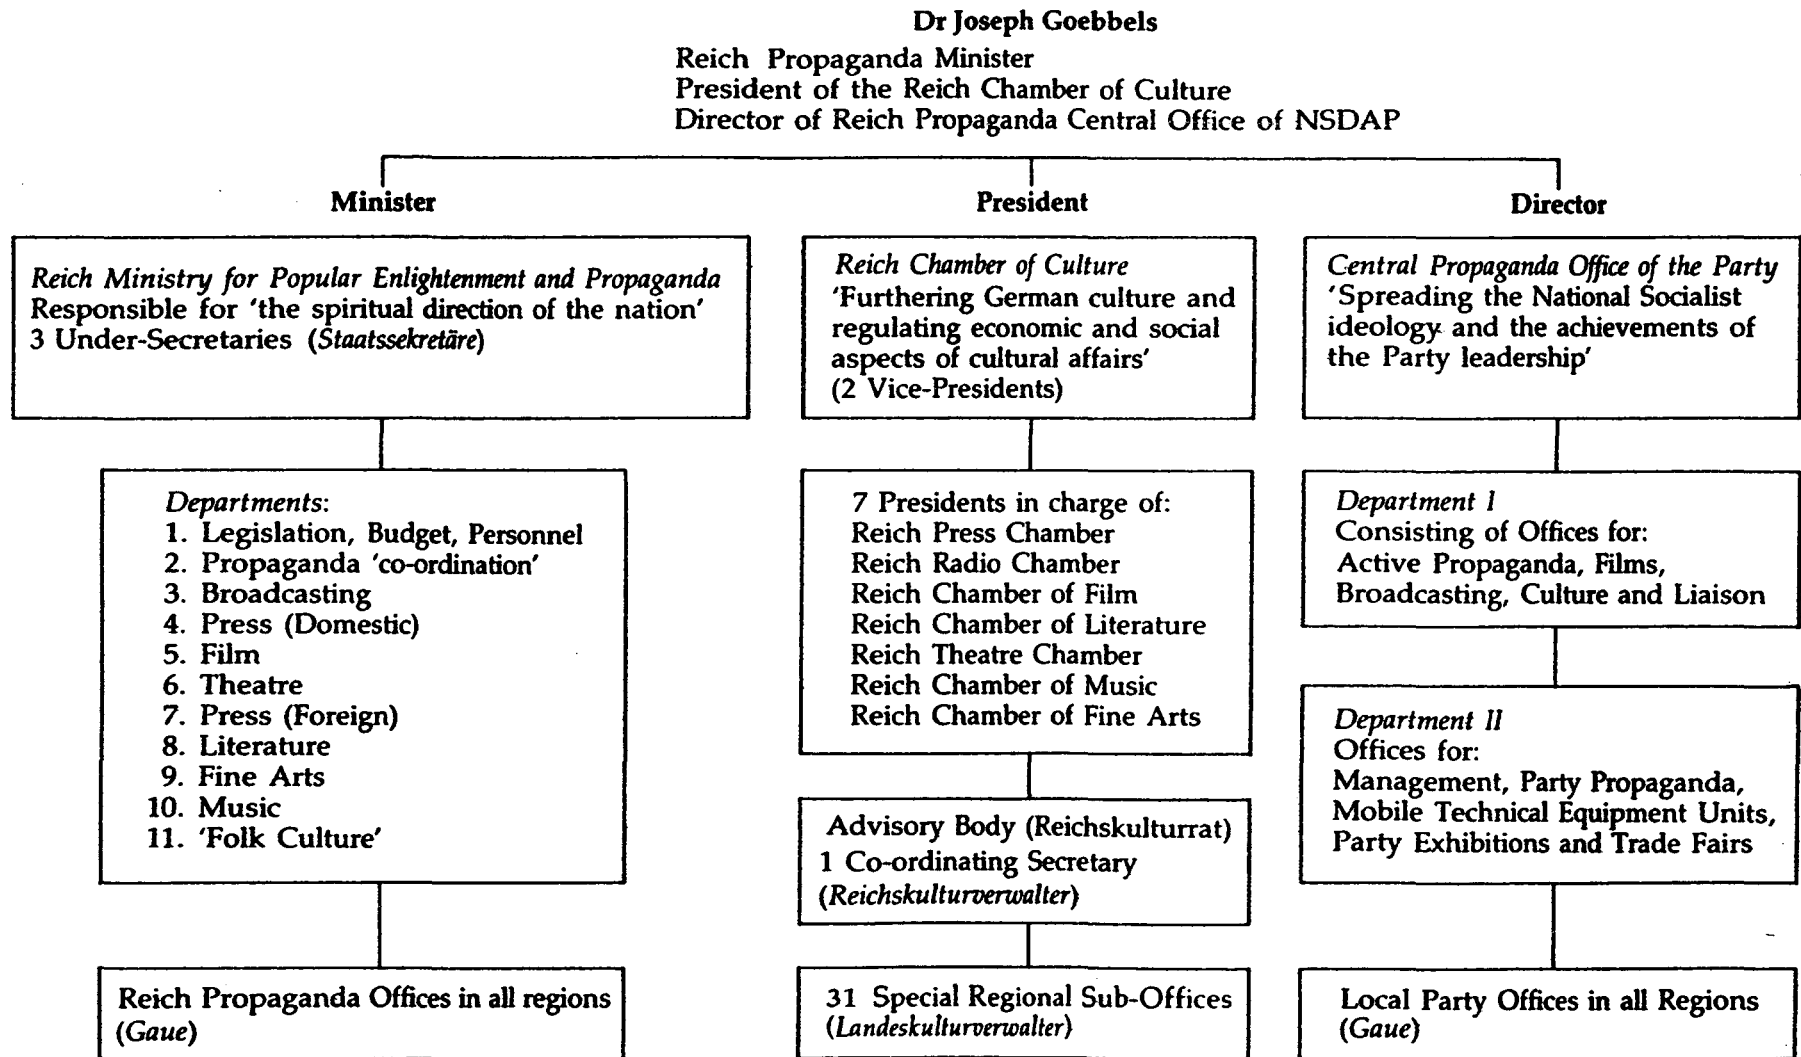 Dr Joseph Goebbels
Reich Propaganda Minister
President of the Reich Chamber of Culture
Director of Reich Propaganda Central Office of NSDAP
Minister
Reich Ministry for Popular Enlightenment and Propaganda
Responsible for 'the spiritual direction of the nation'
3 Under-Secretaries (Staatssekretäre)
Departments:
1. Legislation, Budget, Personnel
2. Propaganda 'co-ordination'
3. Broadcasting
4. Press (Domestic)
5. Film
6. Theatre
7. Press (Foreign)
8. Literature
9. Fine Arts
10. Music
11. 'Folk Culture'
Reich Propaganda Offices in all regions
(Gaue)
President
Reich Chamber of Culture
'Furthering German culture and
regulating economic and social
aspects of cultural affairs'
(2 Vice-Presidents)
7 Presidents in charge of:
Reich Press Chamber
Reich Radio Chamber
Reich Chamber of Film
Reich Chamber of Literature
Reich Theatre Chamber
Reich Chamber of Music
Reich Chamber of Fine Arts
Advisory Body (Reichskulturrat)
1 Co-ordinating Secretary
(Reichskulturverwalter)
31 Special Regional Sub-Offices
(Landeskulturverwalter)
Director
Central Propaganda Office of the Party
'Spreading the National Socialist
ideology and the achievements of
the Party leadership'
Department I
Consisting of Offices for:
Active Propaganda, Films,
Broadcasting, Culture and Liaison
Department II
Offices for:
Management, Party Propaganda,
Mobile Technical Equipment Units,
Party Exhibitions and Trade Fairs
Local Party Offices in all Regions
(Gaue)